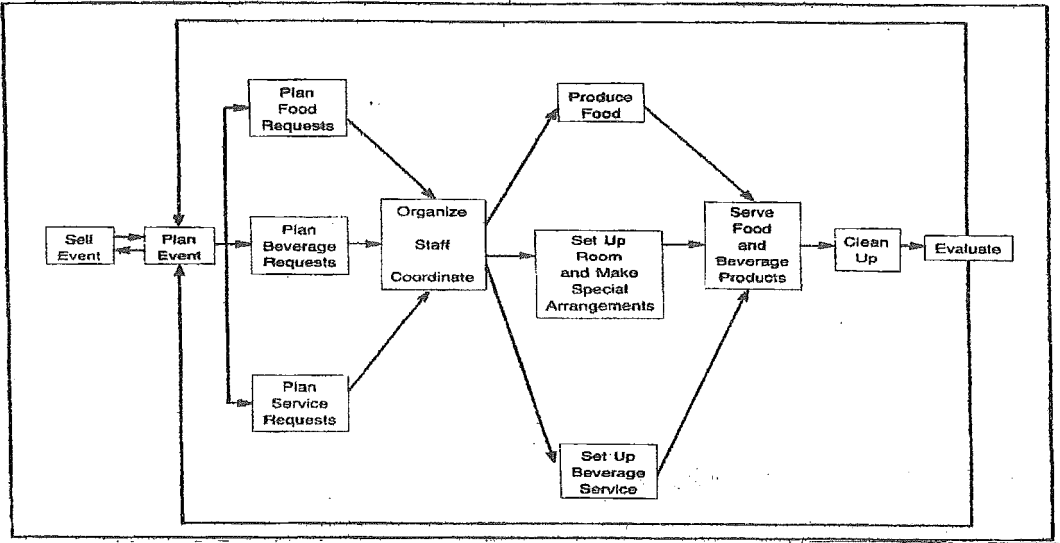 Sell
Event
Plan
Event
Plan
Food
Requests
Plan
Beverage
Requests
Plan
Service
Requests
Organize
Staff
Coordinate
Produce
Food
Set Up
Room
and Make
Special
Arrangements
Set Up
Beverage
Service
Serve
Food
and
Beverage
Products
Clean
Up
Evaluate